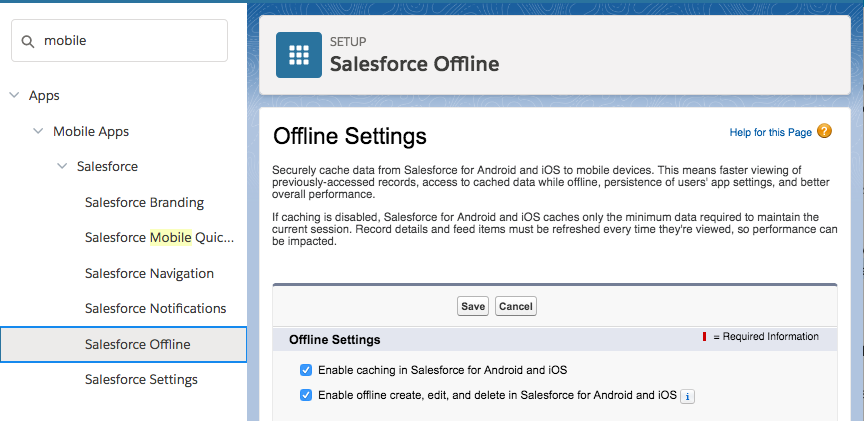 mobile
Apps
Mobile Apps
Salesforce
Salesforce Branding
Salesforce Mobile Quic...
Salesforce Navigation
Salesforce Notifications
Salesforce Offline
Salesforce Settings
SETUP
Salesforce Offline
Offline Settings
Help for this Page ?
Securely cache data from Salesforce for Android and iOS to mobile devices. This means faster viewing of
previously-accessed records, access to cached data while offline, persistence of users' app settings, and better
overall performance.
If caching is disabled, Salesforce for Android and iOS caches only the minimum data required to maintain the
current session. Record details and feed items must be refreshed every time they're viewed, so performance can
be impacted.
Save Cancel
Offline Settings
= Required Information
Enable caching in Salesforce for Android and iOS
Enable offline create, edit, and delete in Salesforce for Android and iOS i